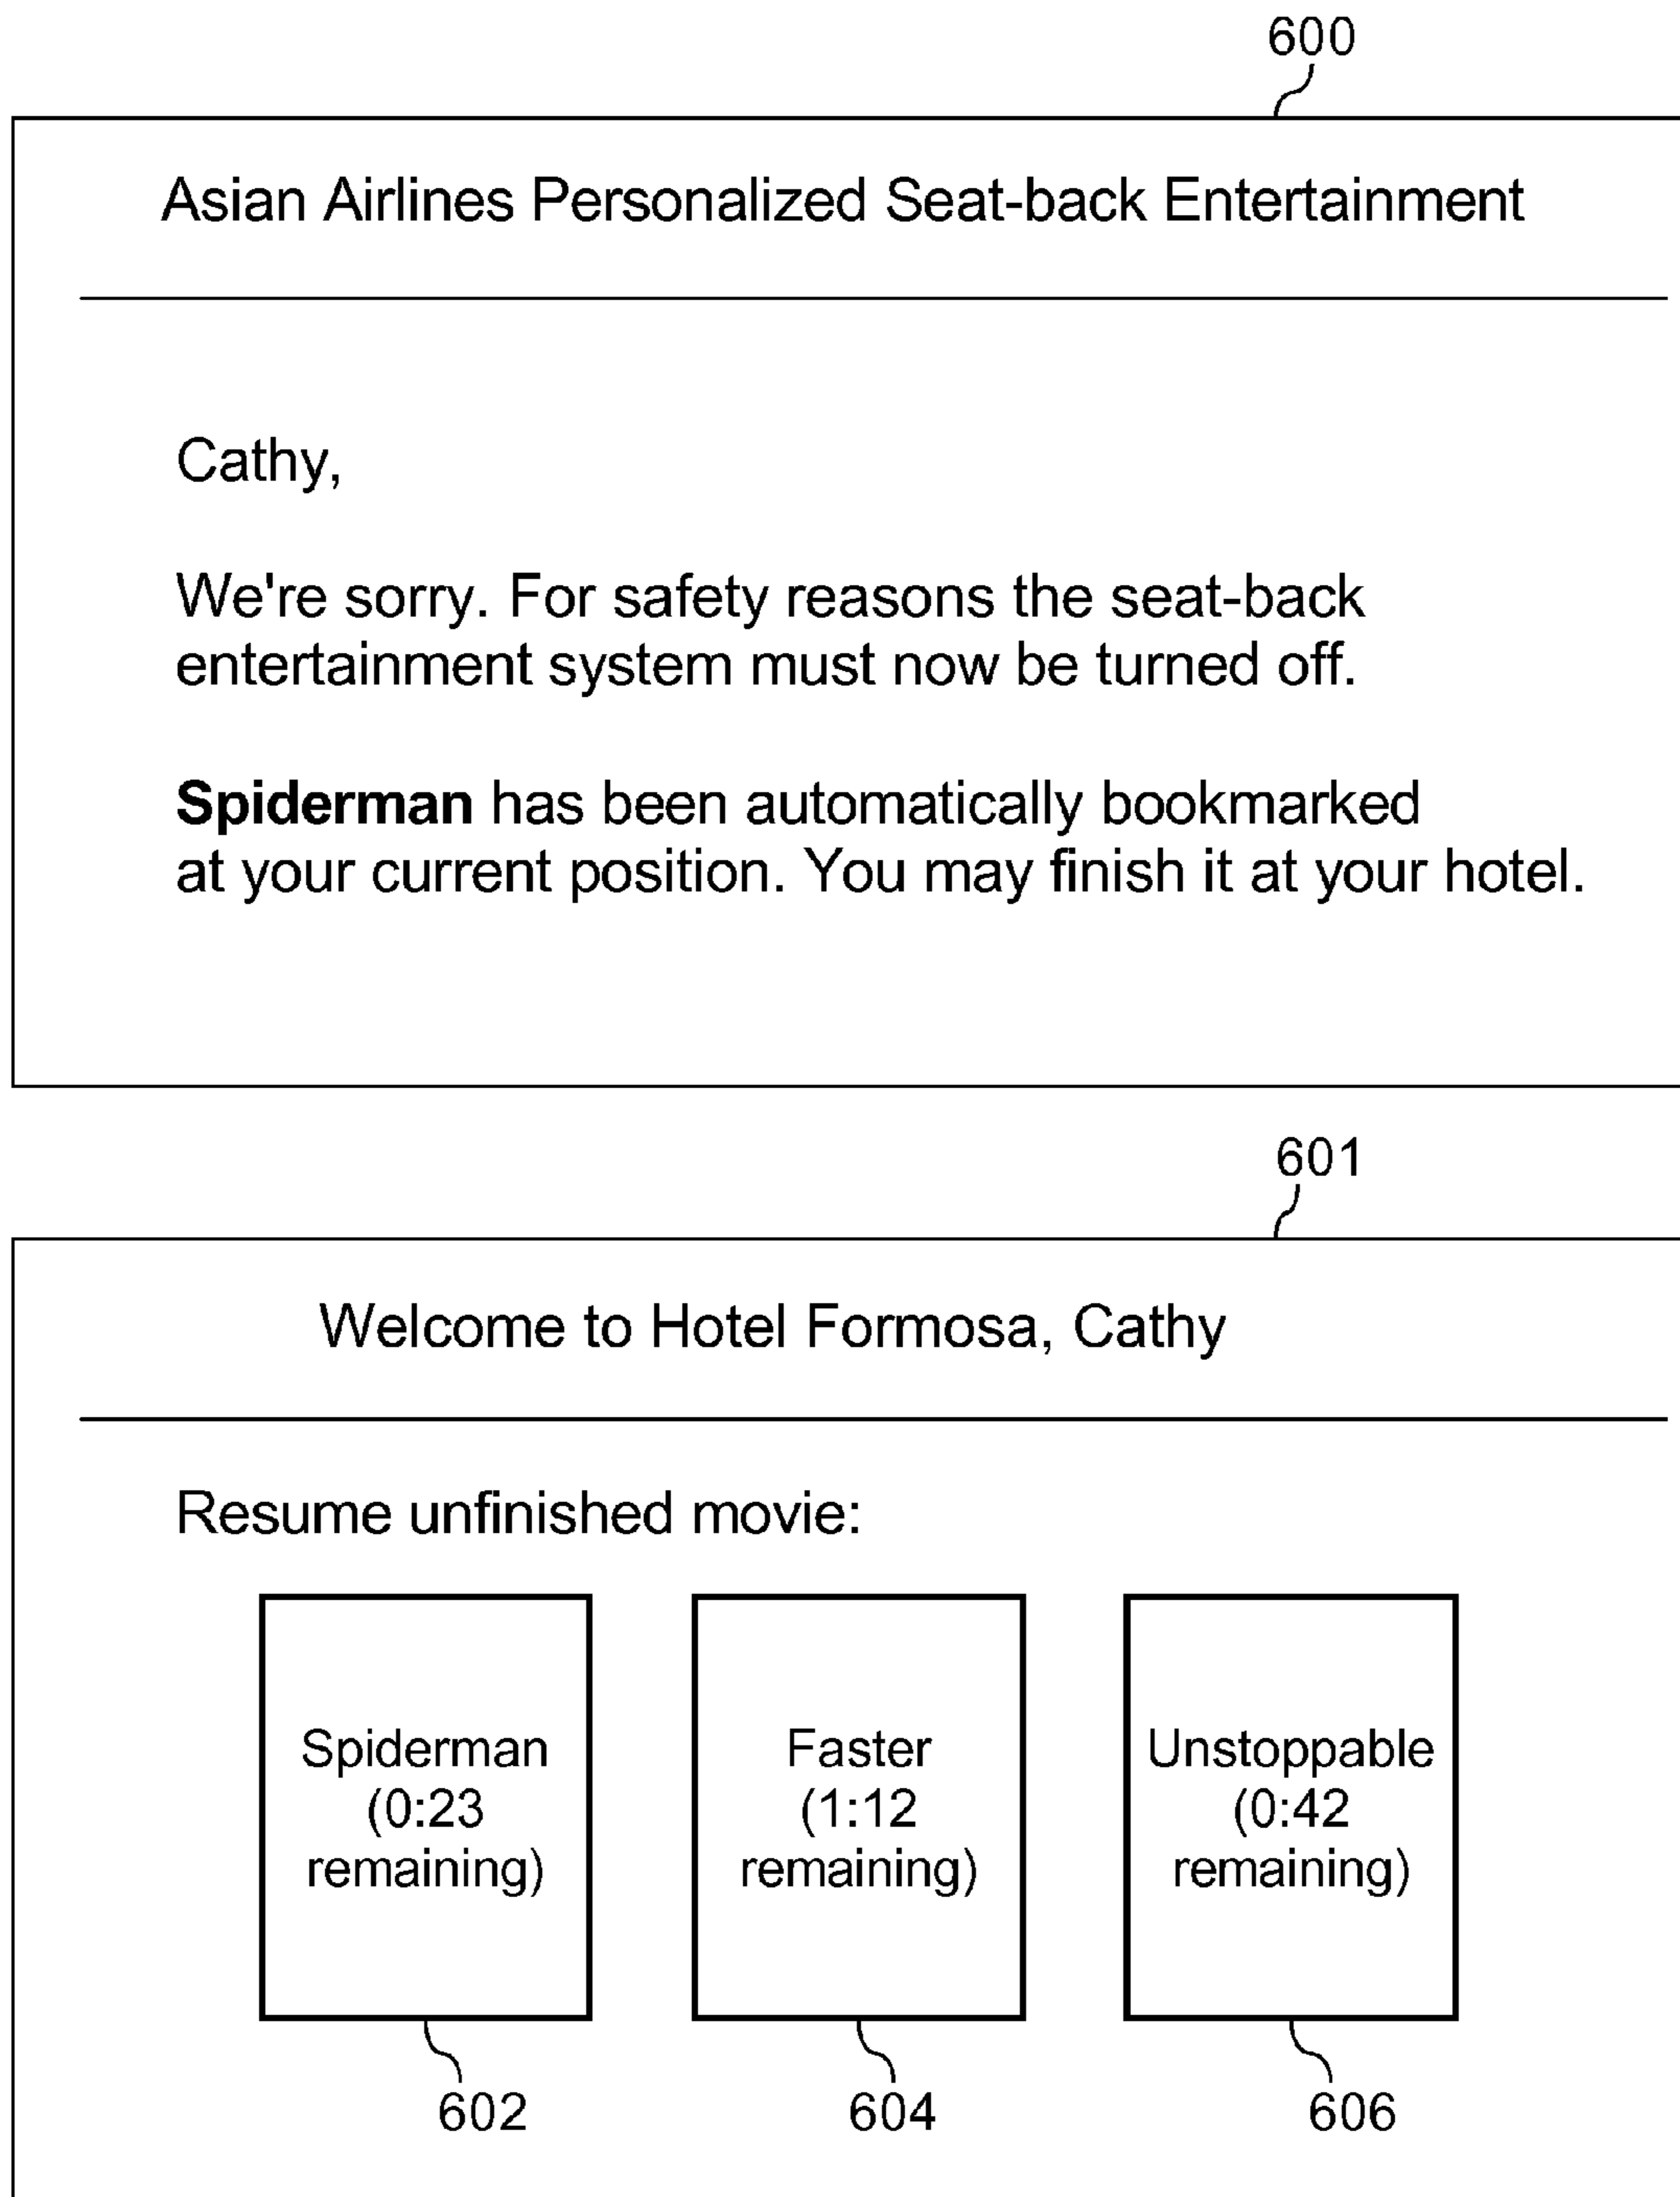 600
Asian Airlines Personalized Seat-back Entertainment
Cathy,
We're sorry. For safety reasons the seat-back
entertainment system must now be turned off.
Spiderman has been automatically bookmarked
at your current position. You may finish it at your hotel.
601
Welcome to Hotel Formosa, Cathy
Resume unfinished movie:
Spiderman
(0:23
remaining)
Faster
(1:12
remaining)
Unstoppable
(0:42
remaining)
602
604
606